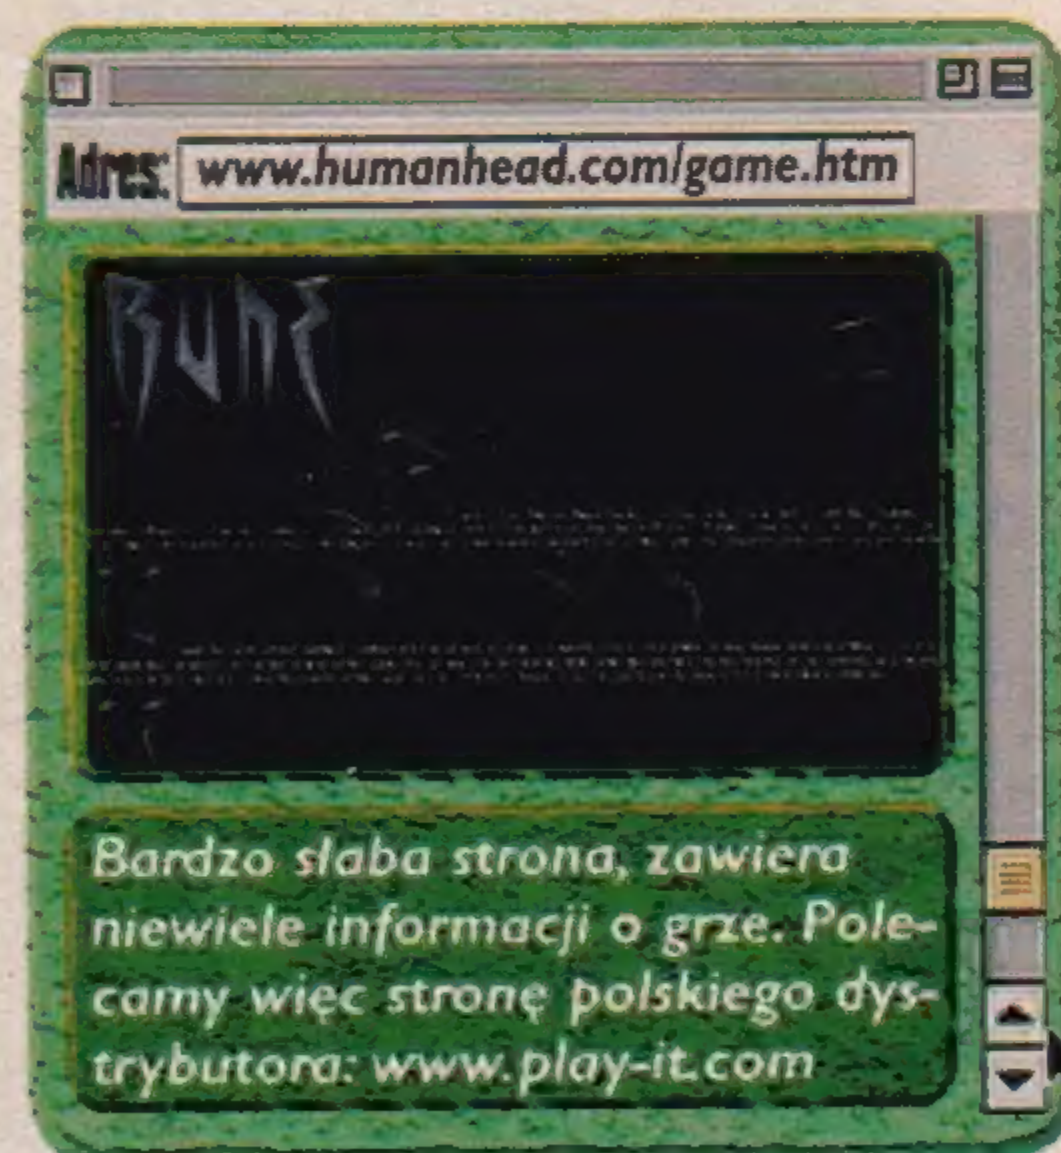 Adres: www.humanhead.com/game.htm
RUNE
Bardzo słaba strona, zawiera
niewiele informacji o grze. Pole-
camy więc stronę polskiego dys-
trybutora: www.play-it.com